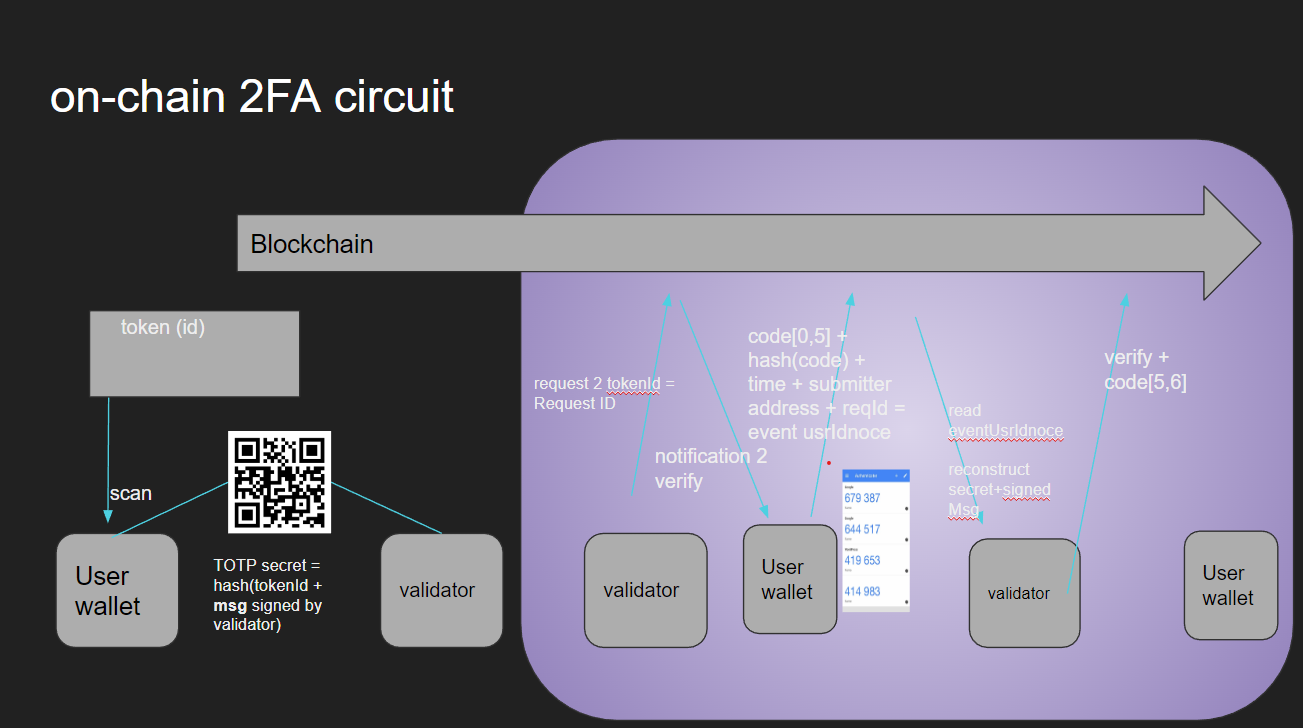 on-chain 2FA circuit
Blockchain
token (id)
scan
User
wallet
TOTP secret =
hash(tokenId +
msg signed by
validator)
validator
request 2 tokenId =
Request ID
notification 2
verify
validator
code[0,5] +
hash(code) +
time + submitter
address + reqId =
event usrIdnoce
User
wallet
679 387
644 517
419 653
414 983
read
eventUsrIdnoce
reconstruct
secret+signed
Msg
validator
verify +
code[5,6]
User
wallet